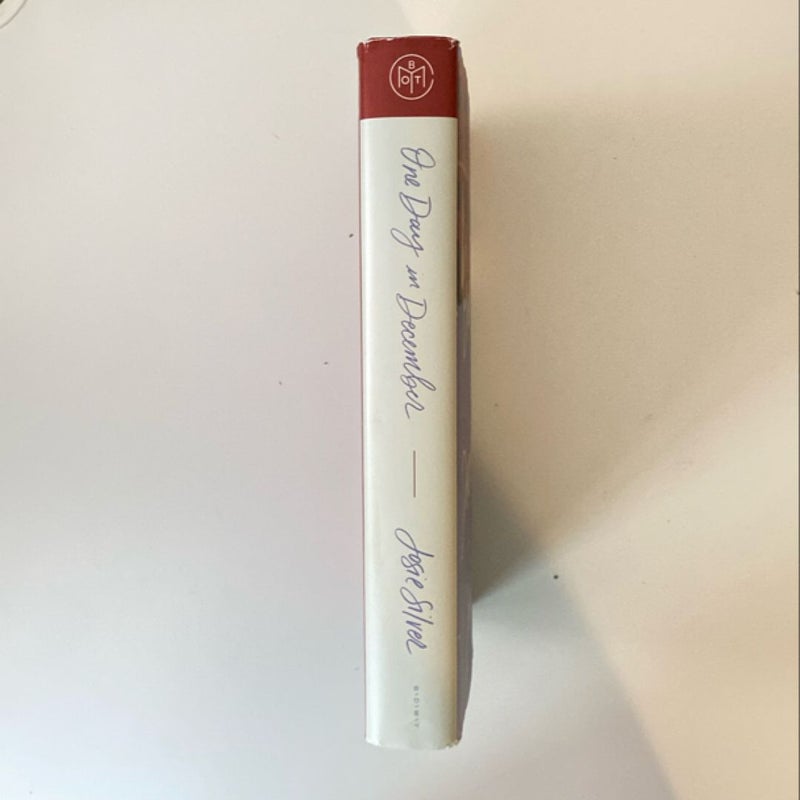 BOTM
One Day in December
Josie Silver